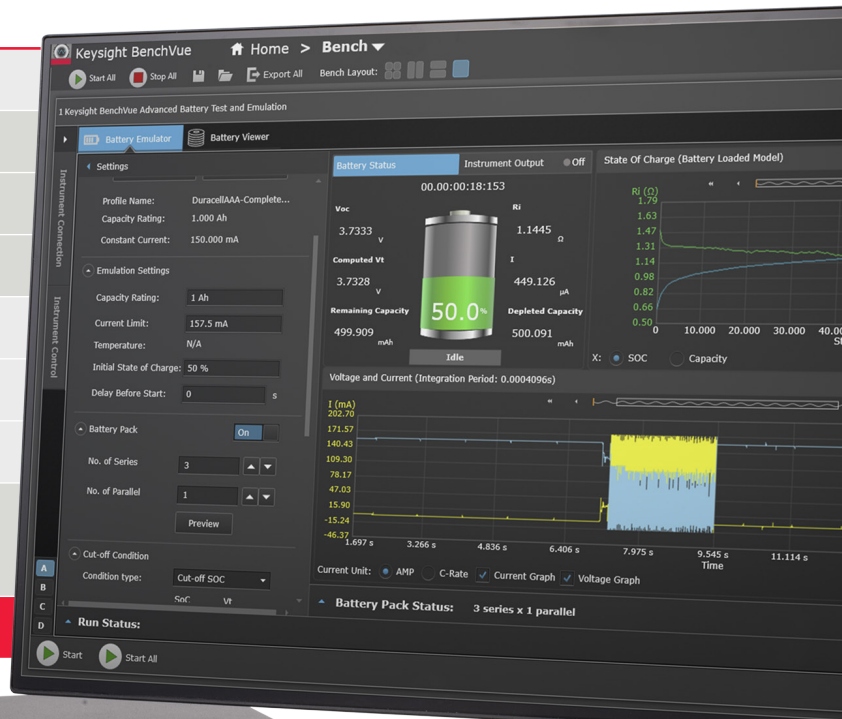 Keysight BenchVue
Home > Bench
Start All
Stop All
Export All
Bench Layout:
1 Keysight BenchVue Advanced Battery Test and Emulation
Battery Emulator
Battery Viewer
Instrument Connection
Instrument Control
Settings
Profile Name: DuracellAAA-Complete...
Capacity Rating: 1.000 Ah
Constant Current: 150.000 mA
Emulation Settings
Capacity Rating: 1 Ah
Current Limit: 157.5 mA
Temperature: N/A
Initial State of Charge: 50 %
Delay Before Start: 0 s
Battery Pack On
No. of Series 3
No. of Parallel 1
Preview
Cut-off Condition
Condition type: Cut-off SOC
SoC Vt
A
B
C
D
Run Status:
Start
Start All
Battery Status
Instrument Output Off
00.00:00:18:153
Voc
3.7333 V
Ri
1.1445 Ω
Computed Vt
3.7328 V
I
449.126 µA
Remaining Capacity
499.909 mAh
50.0%
Depleted Capacity
500.091 mAh
Idle
State Of Charge (Battery Loaded Model)
Ri (Ω)
1.79
1.63
1.47
1.31
1.14
0.98
0.82
0.66
0.50
0 10.000 20.000 30.000 40.00
St
X: SOC Capacity
Voltage and Current (Integration Period: 0.0004096s)
I (mA)
202.70
171.57
140.43
109.30
78.17
47.03
15.90
-15.24
-46.37
1.697 s 3.266 s 4.836 s 6.406 s 7.975 s 9.545 s 11.114 s
Time
Current Unit: AMP C-Rate Current Graph Voltage Graph
Battery Pack Status: 3 series x 1 parallel